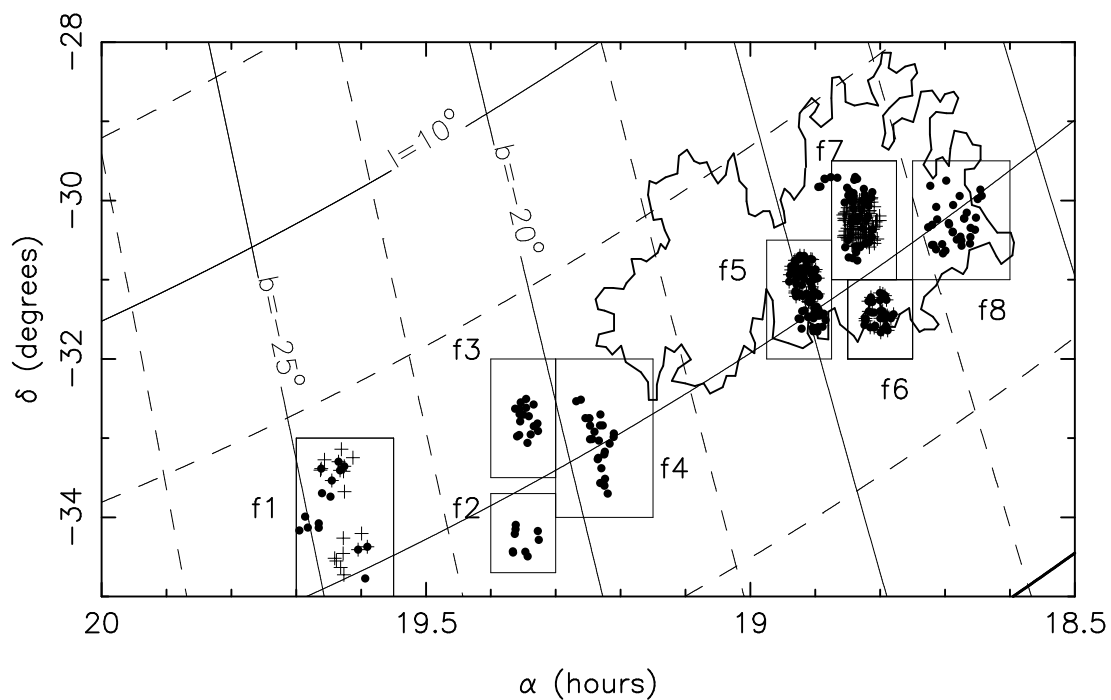 −28
−30
−32
−34
δ (degrees)
l=10°
b=−20°
b=−25°
f7
f5
f8
f3
f6
f4
f2
f1
20
19.5
19
18.5
α (hours)